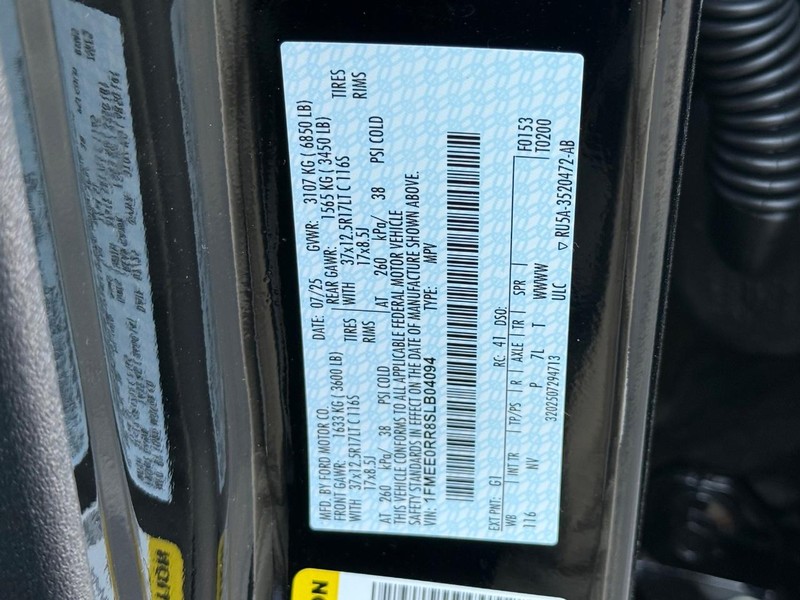 MFD. BY FORD MOTOR CO.
DATE: 07/25 GVWR: 3107 KG ( 6850 LB)
FRONT GAWR: 1633 KG ( 3600 LB)
REAR GAWR: 1565 KG ( 3450 LB)
WITH 37x12.5R17LT C 116S TIRES
17x8.5J RIMS
AT 260 kPa/ 38 PSI COLD
WITH 37x12.5R17LT C 116S TIRES
17x8.5J RIMS
AT 260 kPa/ 38 PSI COLD
THIS VEHICLE CONFORMS TO ALL APPLICABLE FEDERAL MOTOR VEHICLE
SAFETY STANDARDS IN EFFECT ON THE DATE OF MANUFACTURE SHOWN ABOVE.
VIN: 1FMEE0RR8SLB04094 TYPE: MPV
EXT PNT: G1 RC: 41 DSO: F0153
WB INT TR TP/PS R AXLE TR SPR T0200
116 NV P 7L T WWWW
3202507294713 ULC ▽ RU5A-3520472-AB